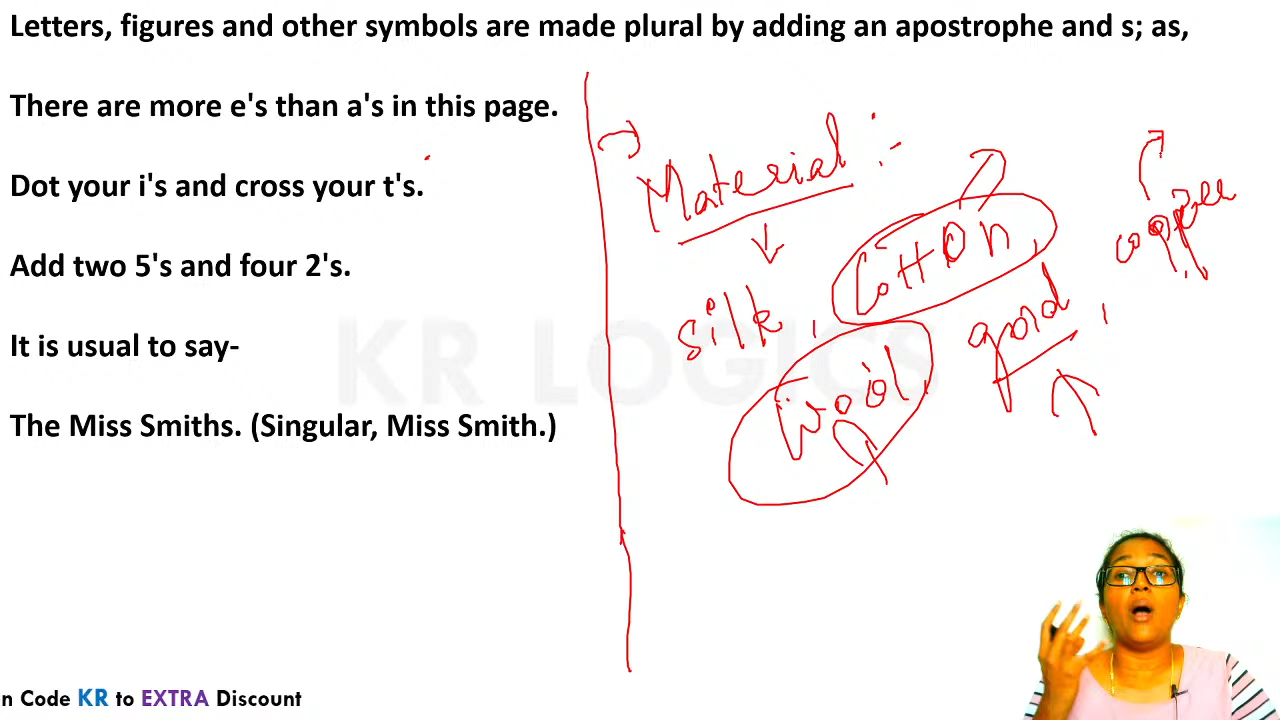 Letters, figures and other symbols are made plural by adding an apostrophe and s; as,
There are more e's than a's in this page.
Dot your i's and cross your t's.
Add two 5's and four 2's.
It is usual to say-
The Miss Smiths. (Singular, Miss Smith.)
Material :-
silk, cotton, copper
wool, gold,
KR LOGICS
n Code KR to EXTRA Discount